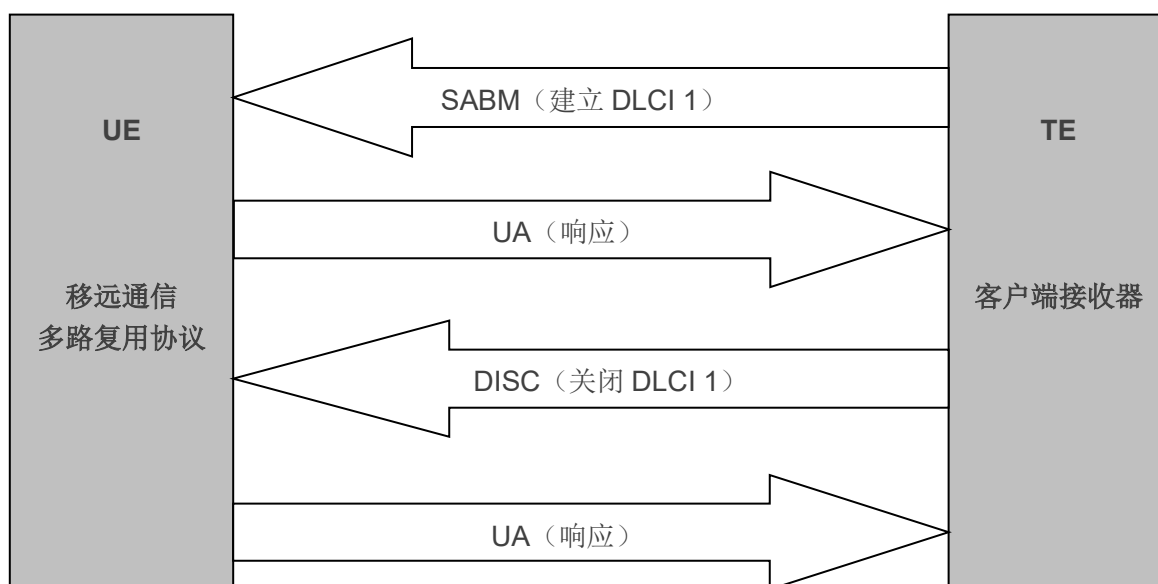 SABM（建立 DLCI 1）
UE
TE
UA（响应）
移远通信
多路复用协议
客户端接收器
DISC（关闭 DLCI 1）
UA（响应）